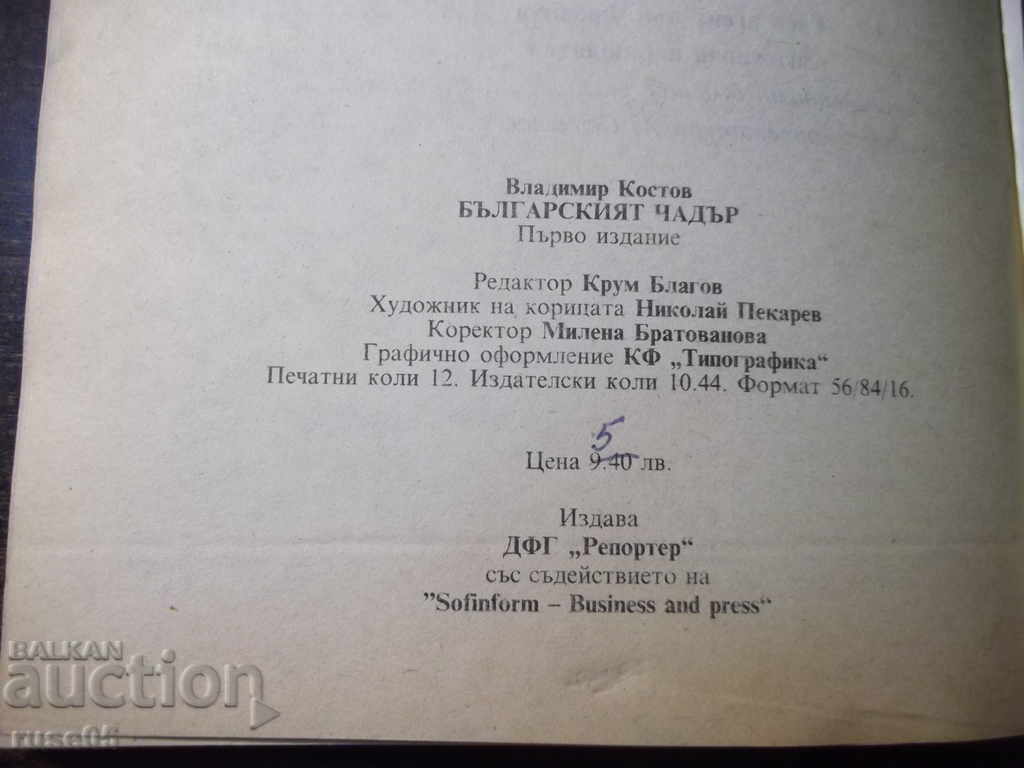 Владимир Костов
БЪЛГАРСКИЯТ ЧАДЪР
Първо издание
Редактор Крум Благов
Художник на корицата Николай Пекарев
Коректор Милена Братованова
Графично оформление КФ „Типографика“
Печатни коли 12. Издателски коли 10.44. Формат 56/84/16.
5
Цена 9.40 лв.
Издава
ДФГ „Репортер“
със съдействието на
”Sofinform – Business and press“
BALKAN
auction
ruse05